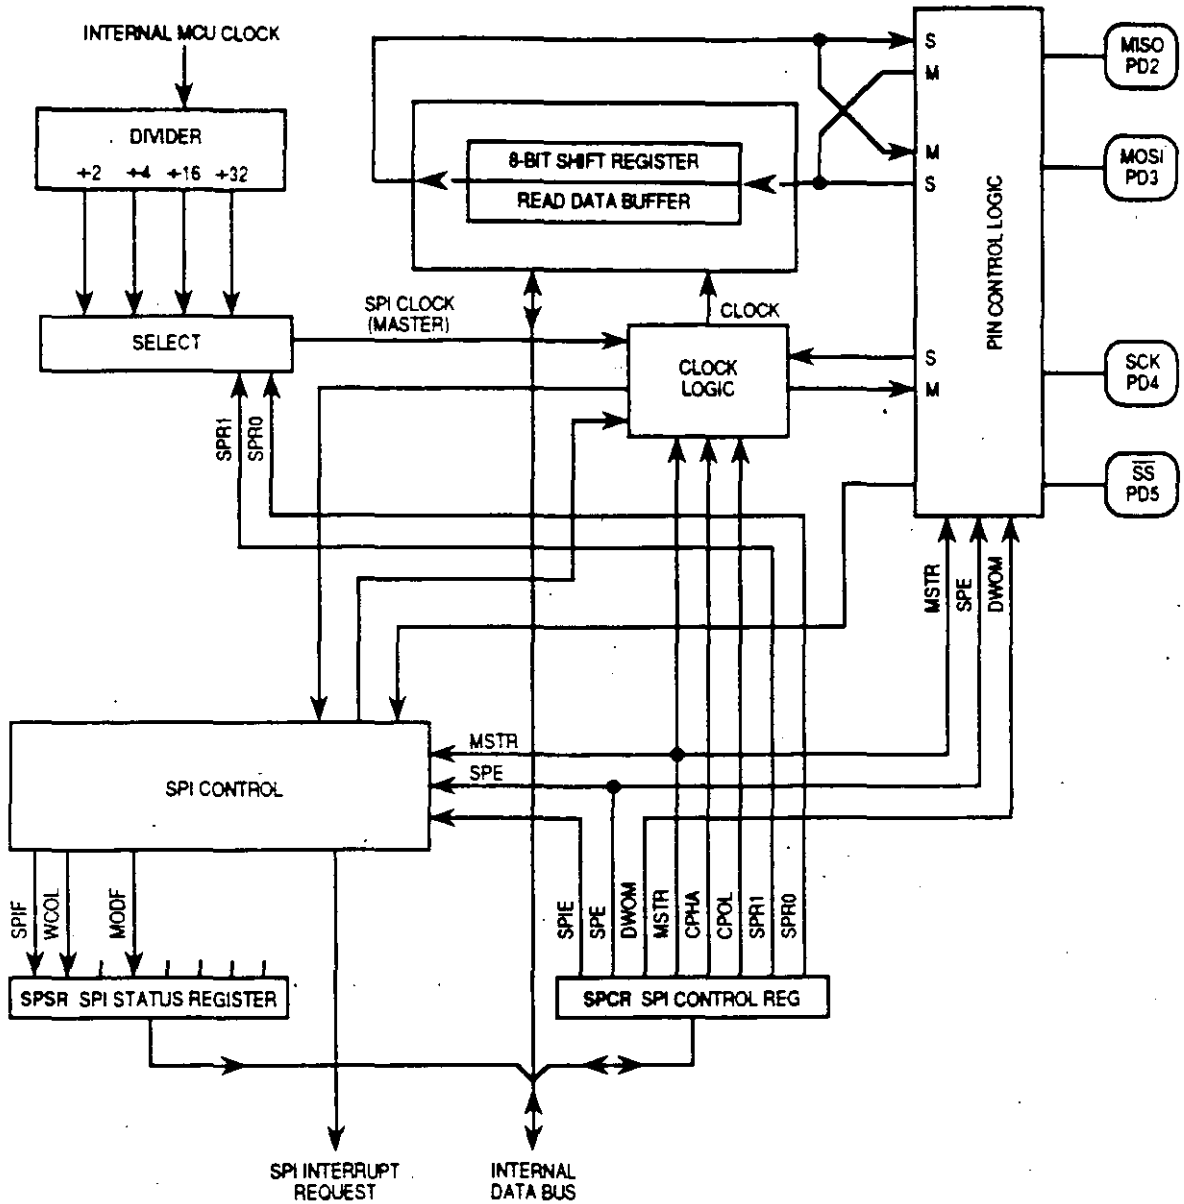 INTERNAL MCU CLOCK
DIVIDER
÷2 ÷4 ÷16 ÷32
SELECT
SPR1
SPR0
8-BIT SHIFT REGISTER
READ DATA BUFFER
SPI CLOCK
(MASTER)
CLOCK
CLOCK
LOGIC
S
M
M
S
S
M
PIN CONTROL LOGIC
MISO
PD2
MOSI
PD3
SCK
PD4
SS
PD5
MSTR
SPE
DWOM
SPI CONTROL
MSTR
SPE
SPIF
WCOL
MODF
SPIE
SPE
DWOM
MSTR
CPHA
CPOL
SPR1
SPR0
SPSR SPI STATUS REGISTER
SPCR SPI CONTROL REG
SPI INTERRUPT
REQUEST
INTERNAL
DATA BUS